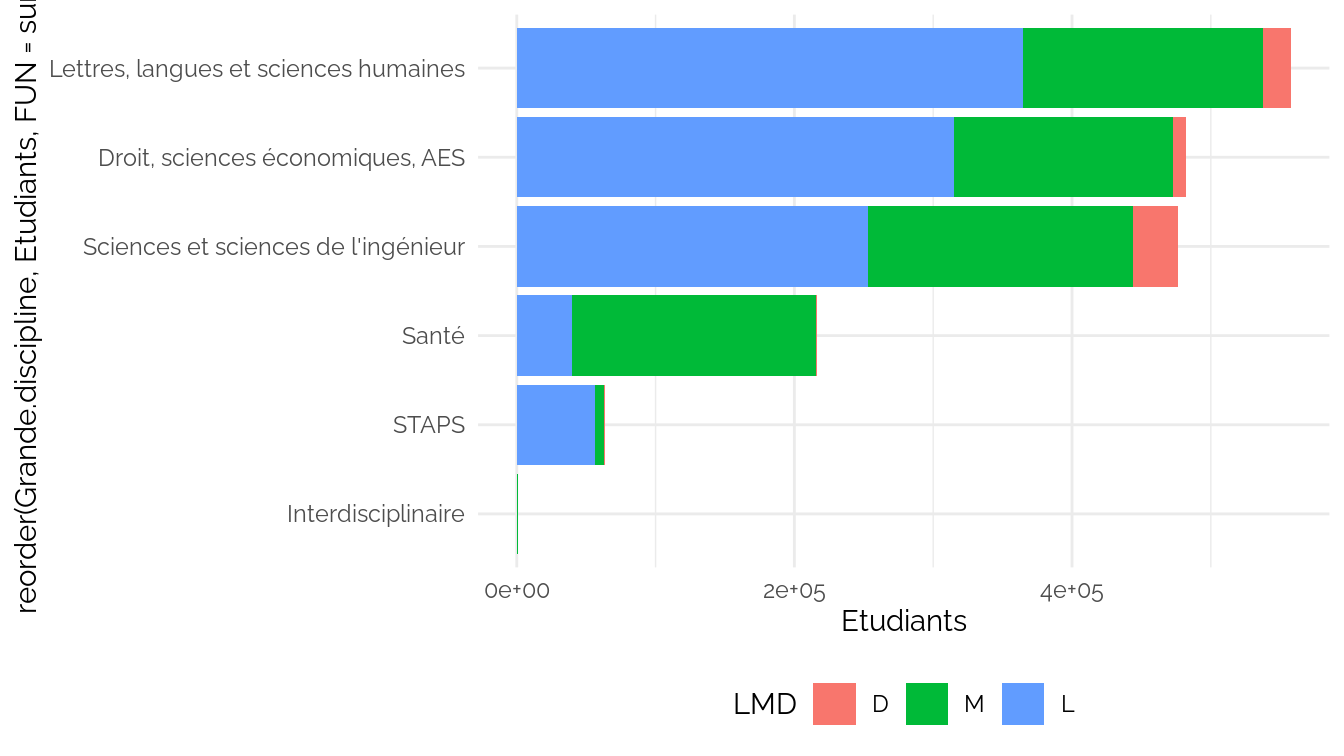 reorder(Grande.discipline, Etudiants, FUN =
Lettres, langues et sciences humaines
Droit, sciences économiques, AES
Sciences et sciences de l'ingénieur
Santé
STAPS
Interdisciplinaire
0e+00 2e+05 4e+05
Etudiants
LMD D M L